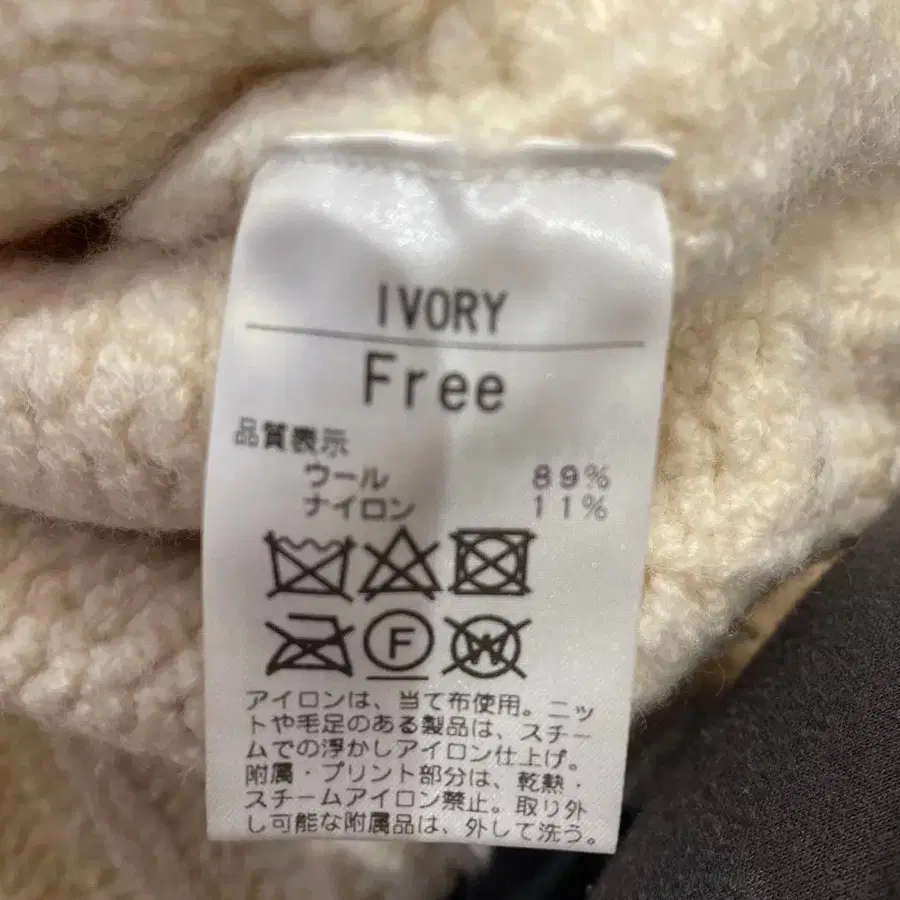 IVORY
Free
品質表示
ウール 89%
ナイロン 11%
F
W
アイロンは、当て布使用。ニッ
トや毛足のある製品は、スチー
ムでの浮かしアイロン仕上げ。
附属・プリント部分は、乾熱・
スチームアイロン禁止。取り外
し可能な附属品は、外して洗う。